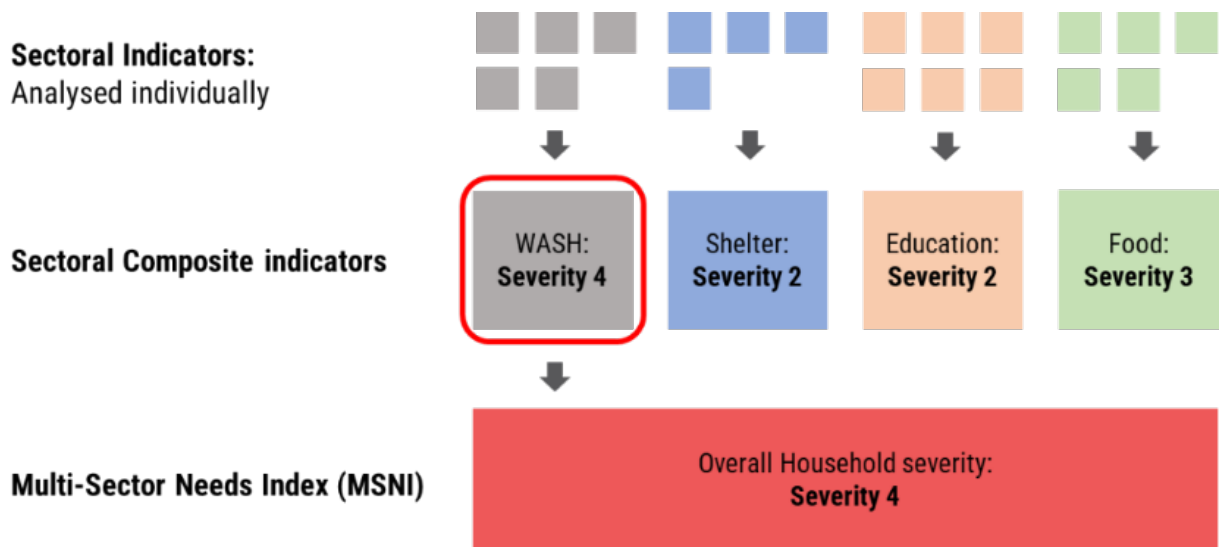 Sectoral Indicators:
Analysed individually
Sectoral Composite indicators
WASH:
Severity 4
Shelter:
Severity 2
Education:
Severity 2
Food:
Severity 3
Multi-Sector Needs Index (MSNI)
Overall Household severity:
Severity 4